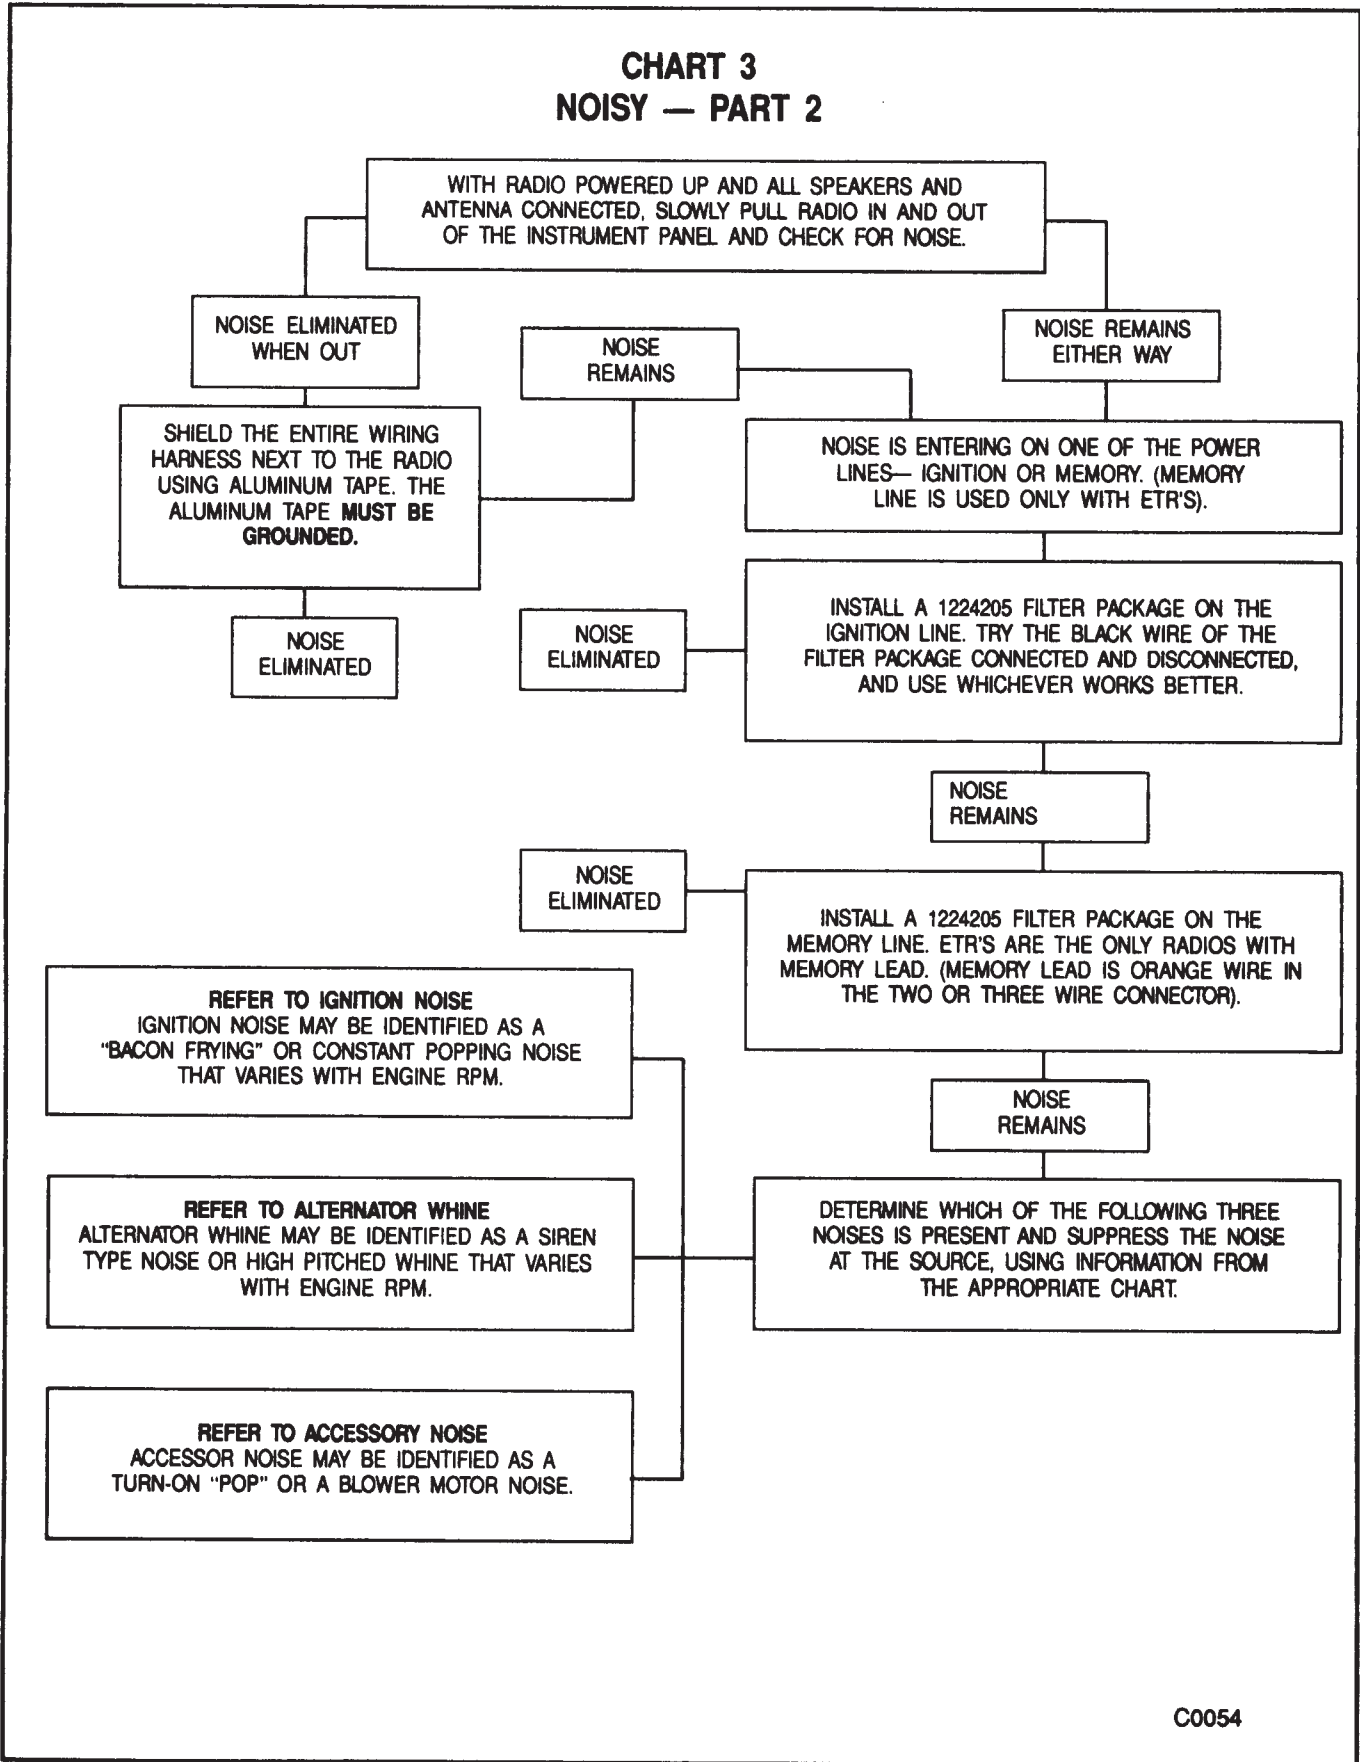 CHART 3
NOISY — PART 2
WITH RADIO POWERED UP AND ALL SPEAKERS AND
ANTENNA CONNECTED, SLOWLY PULL RADIO IN AND OUT
OF THE INSTRUMENT PANEL AND CHECK FOR NOISE.
NOISE ELIMINATED
WHEN OUT
NOISE
REMAINS
NOISE REMAINS
EITHER WAY
SHIELD THE ENTIRE WIRING
HARNESS NEXT TO THE RADIO
USING ALUMINUM TAPE. THE
ALUMINUM TAPE MUST BE
GROUNDED.
NOISE IS ENTERING ON ONE OF THE POWER
LINES— IGNITION OR MEMORY. (MEMORY
LINE IS USED ONLY WITH ETR'S).
NOISE
ELIMINATED
NOISE
ELIMINATED
INSTALL A 1224205 FILTER PACKAGE ON THE
IGNITION LINE. TRY THE BLACK WIRE OF THE
FILTER PACKAGE CONNECTED AND DISCONNECTED,
AND USE WHICHEVER WORKS BETTER.
NOISE
REMAINS
NOISE
ELIMINATED
INSTALL A 1224205 FILTER PACKAGE ON THE
MEMORY LINE. ETR'S ARE THE ONLY RADIOS WITH
MEMORY LEAD. (MEMORY LEAD IS ORANGE WIRE IN
THE TWO OR THREE WIRE CONNECTOR).
REFER TO IGNITION NOISE
IGNITION NOISE MAY BE IDENTIFIED AS A
"BACON FRYING" OR CONSTANT POPPING NOISE
THAT VARIES WITH ENGINE RPM.
NOISE
REMAINS
REFER TO ALTERNATOR WHINE
ALTERNATOR WHINE MAY BE IDENTIFIED AS A SIREN
TYPE NOISE OR HIGH PITCHED WHINE THAT VARIES
WITH ENGINE RPM.
DETERMINE WHICH OF THE FOLLOWING THREE
NOISES IS PRESENT AND SUPPRESS THE NOISE
AT THE SOURCE, USING INFORMATION FROM
THE APPROPRIATE CHART.
REFER TO ACCESSORY NOISE
ACCESSOR NOISE MAY BE IDENTIFIED AS A
TURN-ON "POP" OR A BLOWER MOTOR NOISE.
C0054